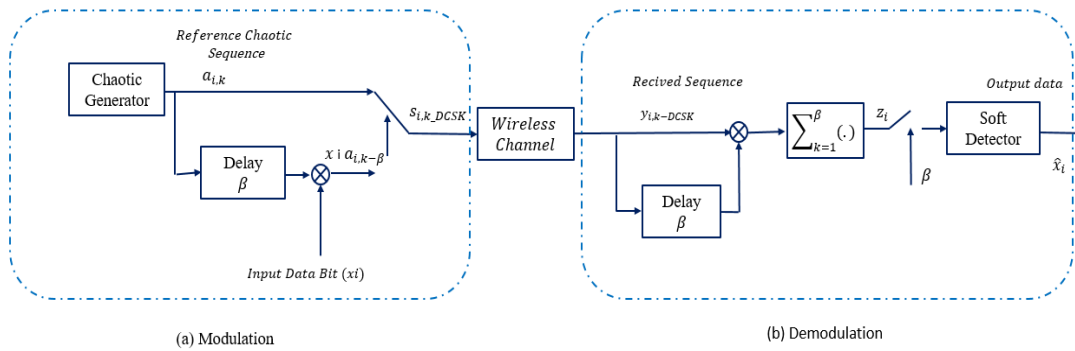 Reference Chaotic
Sequence
Chaotic
Generator
a_{i,k}
Delay
β
x i a_{i,k−β}
Input Data Bit (xi)
s_{i,k_DCSK}
Wireless
Channel
Recived Sequence
y_{i,k−DCSK}
Delay
β
∑_{k=1}^{β} (.)
z_i
β
Output data
Soft
Detector
x̂_i
(a) Modulation
(b) Demodulation